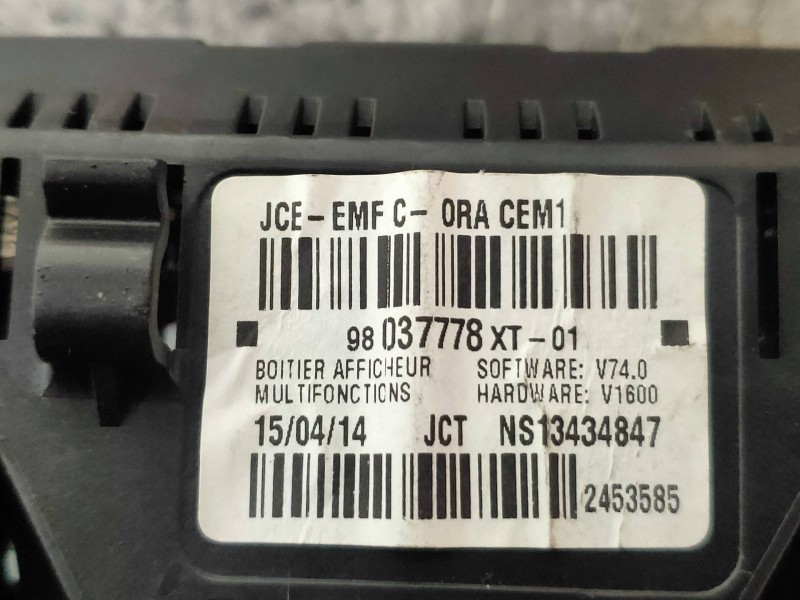 JCE-EMF C- ORA CEM1
98 037778 XT-01
BOITIER AFFICHEUR SOFTWARE: V74.0
MULTIFONCTIONS HARDWARE: V1600
15/04/14 JCT NS13434847
2453585